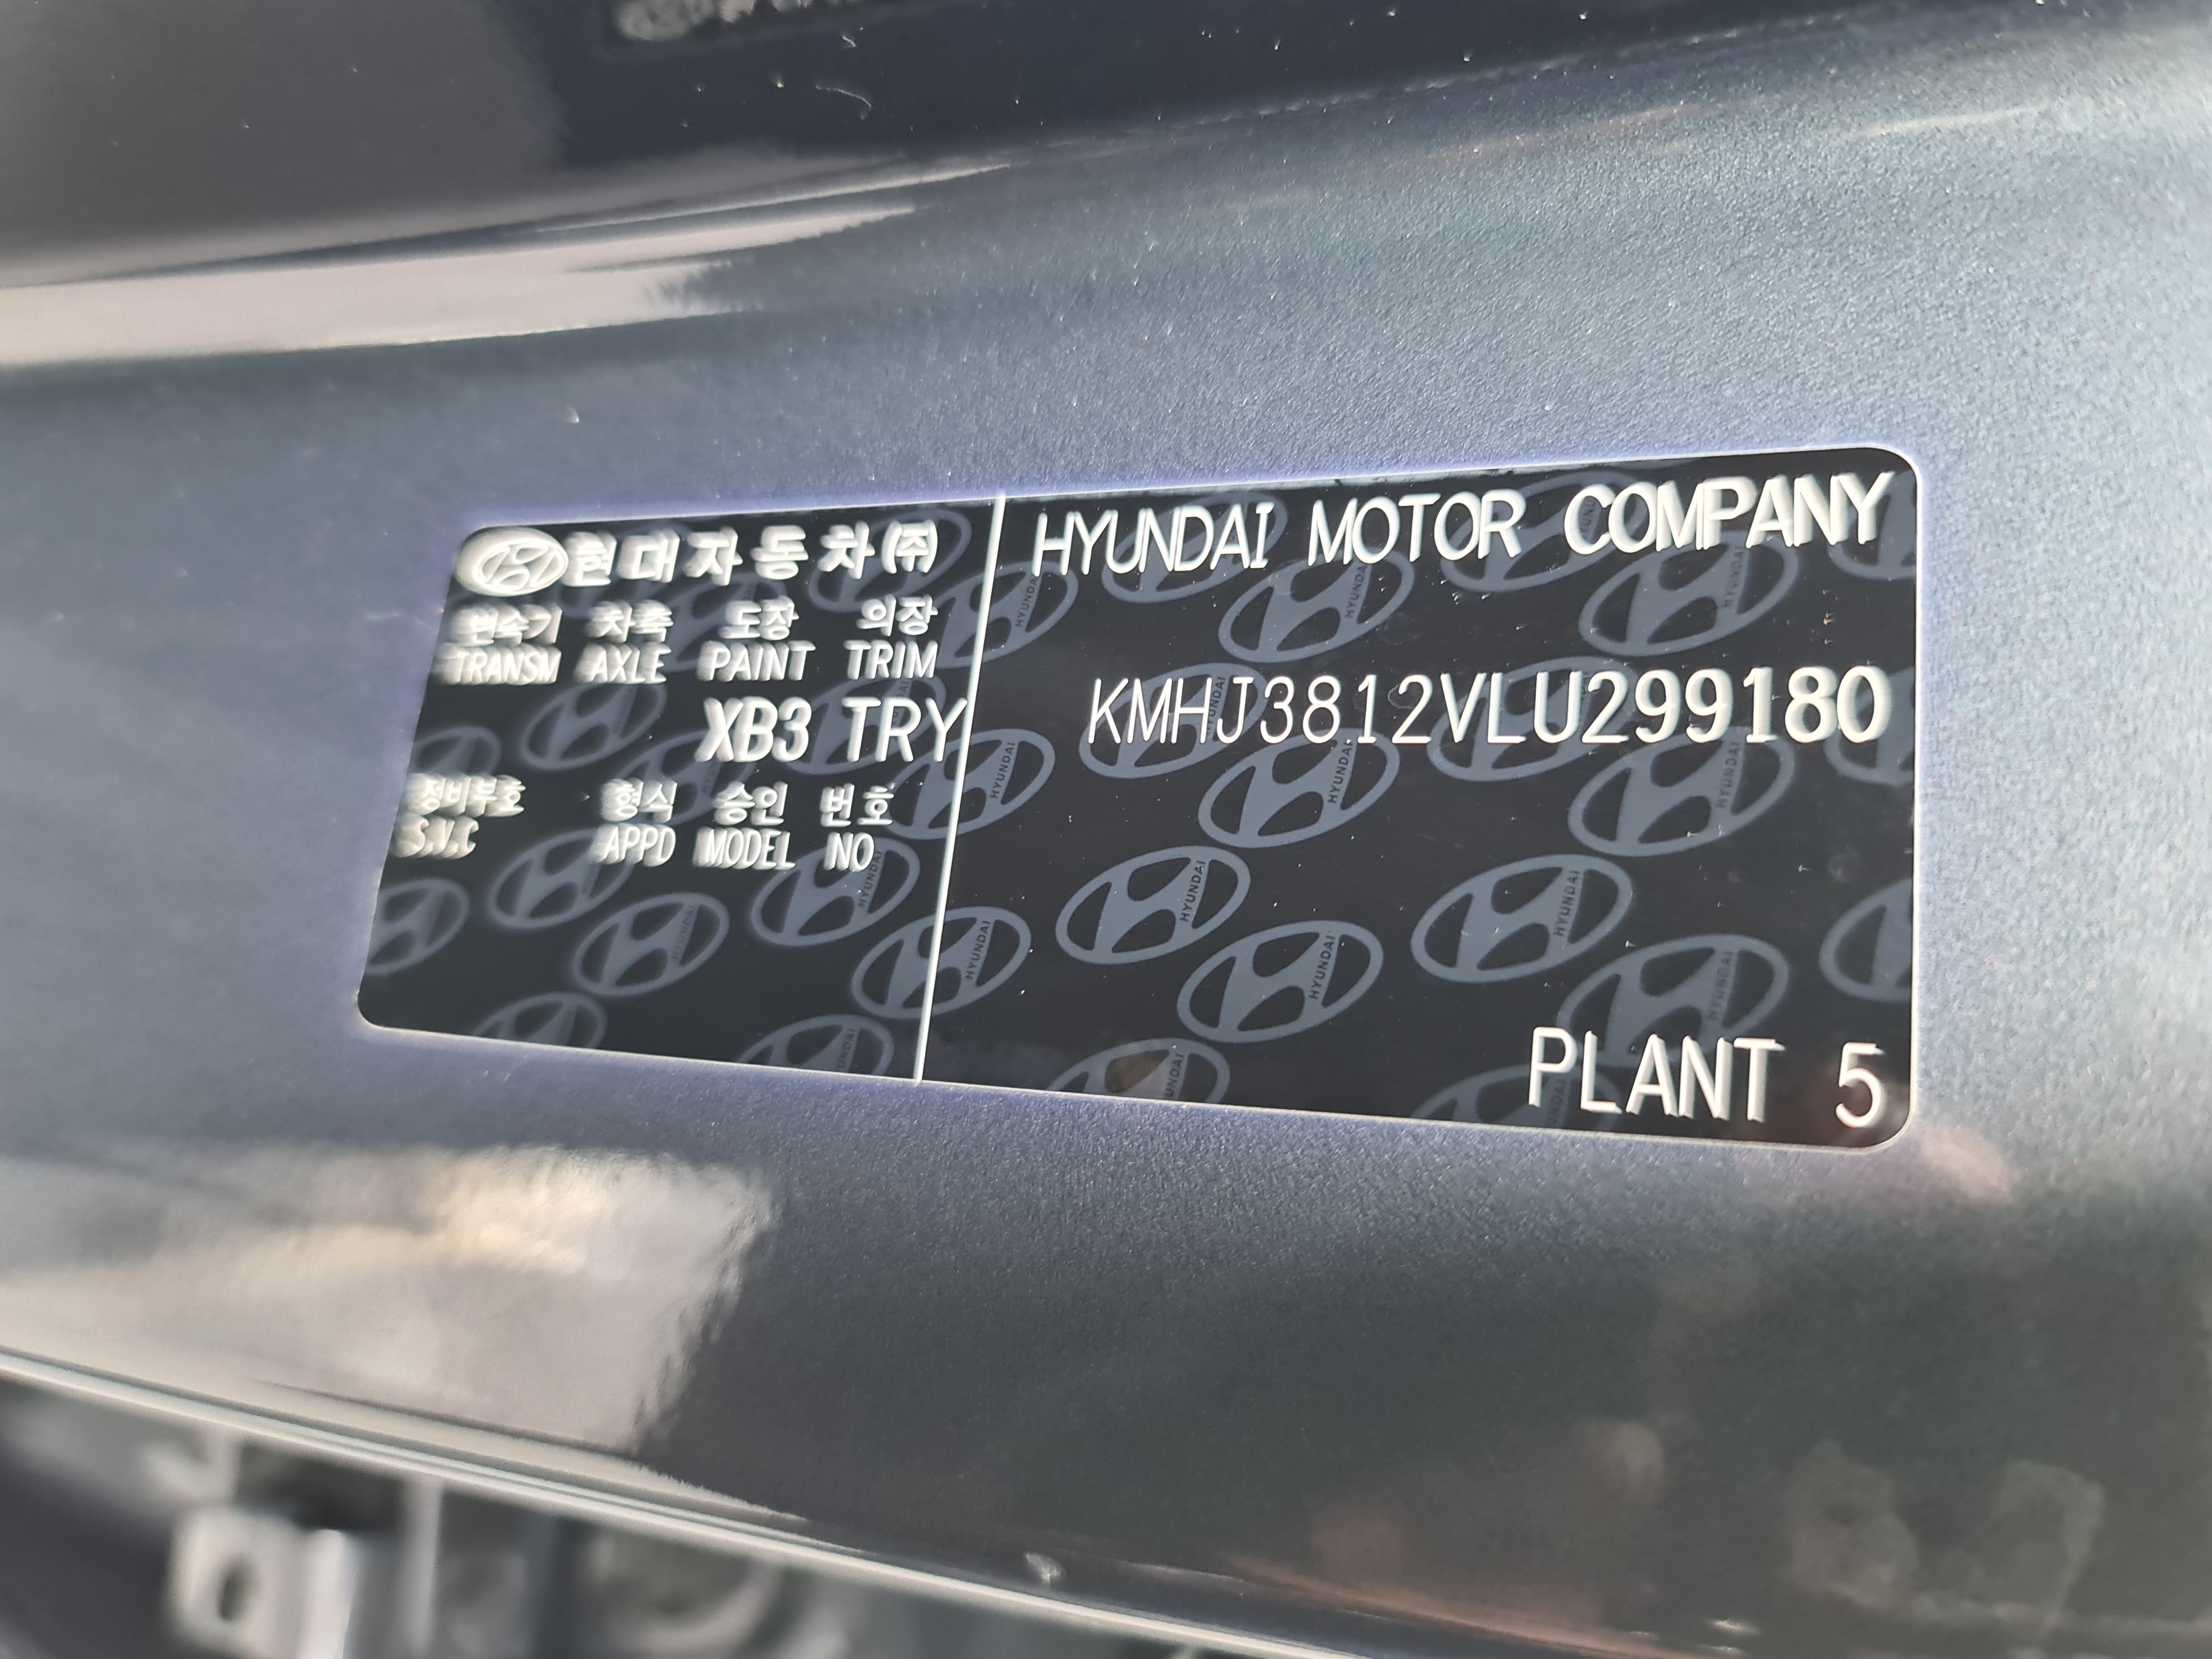 현대자동차(주)
변속기 차축 도장 의장
TRANSM AXLE PAINT TRIM
XB3 TRY
정비부호 형식 승인 번호
S.V.C APPD MODEL NO
HYUNDAI MOTOR COMPANY
KMHJ3812VLU299180
PLANT 5